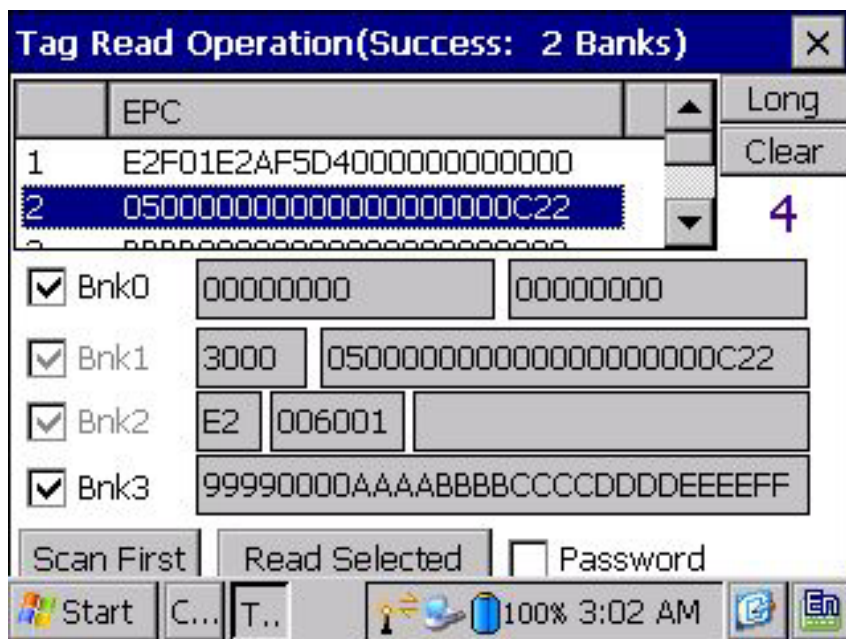 Tag Read Operation(Success: 2 Banks)
EPC
Long
Clear
1 E2F01E2AF5D4000000000000
2 050000000000000000000C22
4
Bnk0 00000000 00000000
Bnk1 3000 050000000000000000000C22
Bnk2 E2 006001
Bnk3 99990000AAAABBBBCCCCDDDDEEEEFF
Scan First Read Selected Password
Start C... T.. 100% 3:02 AM En